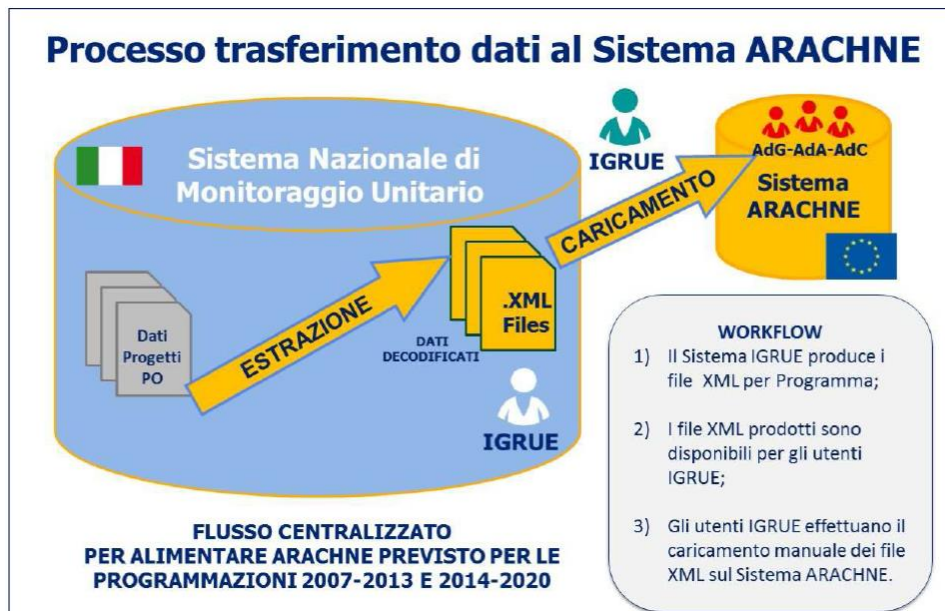 Processo trasferimento dati al Sistema ARACHNE
Sistema Nazionale di
Monitoraggio Unitario
IGRUE
AdG-AdA-AdC
Sistema
ARACHNE
CARICAMENTO
ESTRAZIONE
Dati
Progetti
PO
.XML
Files
DATI
DECODIFICATI
IGRUE
FLUSSO CENTRALIZZATO
PER ALIMENTARE ARACHNE PREVISTO PER LE
PROGRAMMAZIONI 2007-2013 E 2014-2020
WORKFLOW
1) Il Sistema IGRUE produce i
file XML per Programma;
2) I file XML prodotti sono
disponibili per gli utenti
IGRUE;
3) Gli utenti IGRUE effettuano il
caricamento manuale dei file
XML sul Sistema ARACHNE.